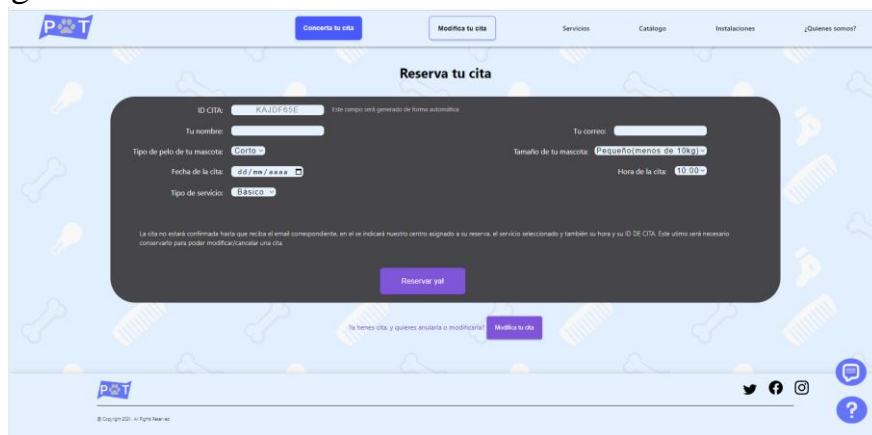 g
P T
Concerta tu cita
Modifica tu cita
Servicios
Catálogo
Instalaciones
¿Quienes somos?
Reserva tu cita
ID CITA: KAJDF65E Este campo será generado de forma automática
Tu nombre:
Tu correo:
Tipo de pelo de tu mascota: Corto
Tamaño de tu mascota: Pequeño(menos de 10kg)
Fecha de la cita: dd/mm/aaaa
Hora de la cita: 10:00
Tipo de servicio: Básico
La cita no estará confirmada hasta que reciba el email correspondiente, en el se indicará nuestro centro asignado a su reserva, el servicio seleccionado y también su hora y su ID DE CITA. Este utimo será necesario
conservarlo para poder modificar/cancelar una cita
Reservar ya!
Ya tienes cita, y quieres anularla o modificarla? Modifica tu cita
P T
?